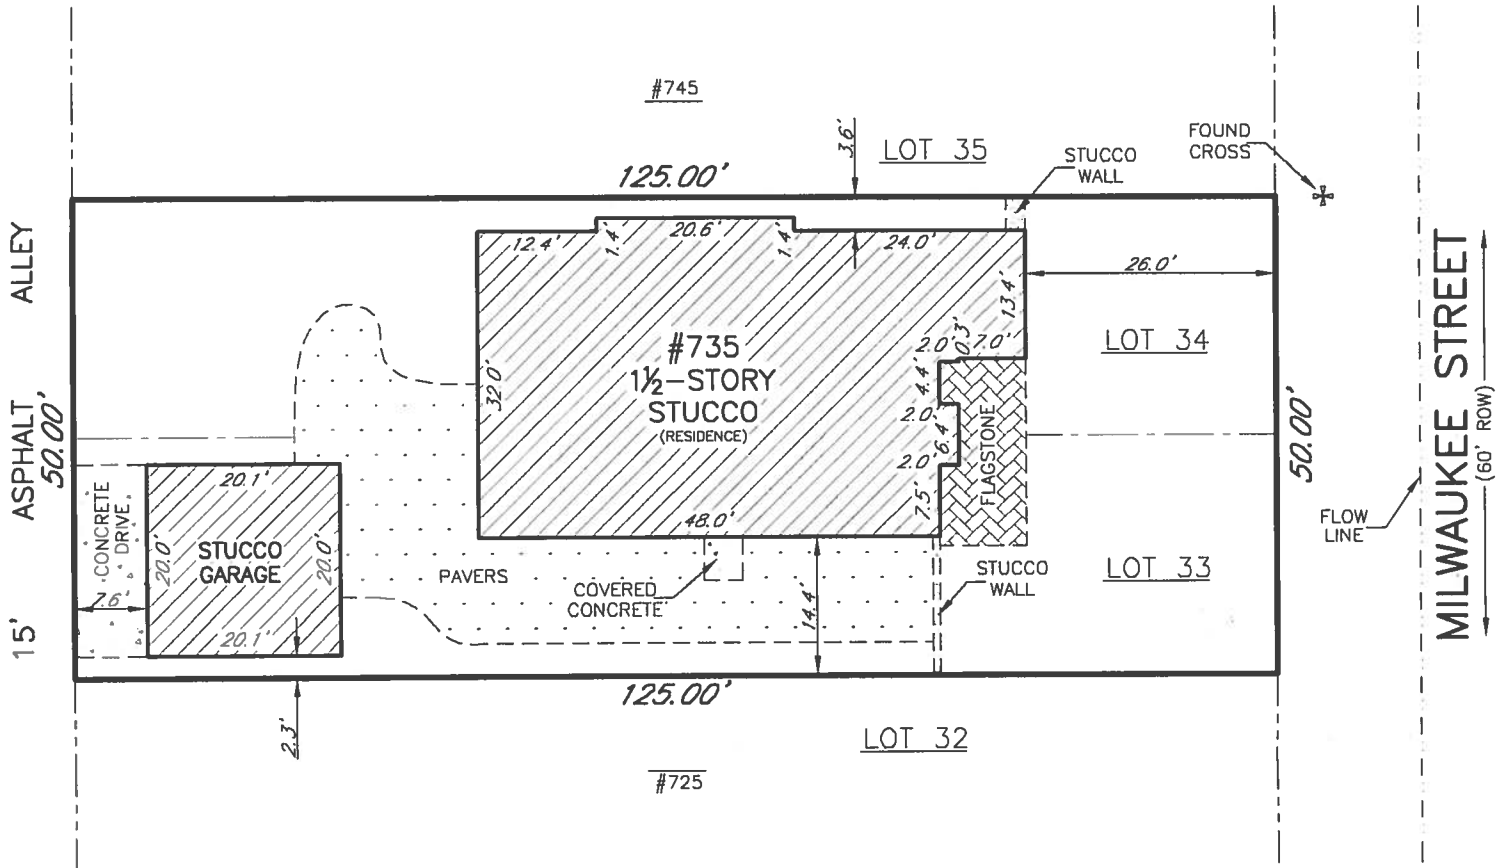 #745
3.6'
LOT 35
STUCCO
WALL
FOUND
CROSS
125.00'
12.4'
1.4'
20.6'
1.4'
24.0'
26.0'
13.4'
15' ASPHALT ALLEY
50.00'
#735
1½-STORY
STUCCO
(RESIDENCE)
32.0'
2.0'
0.3'
7.0'
4.4'
2.0'
6.4'
2.0'
7.5'
48.0'
FLAGSTONE
LOT 34
50.00'
MILWAUKEE STREET
(60' ROW)
FLOW
LINE
CONCRETE
DRIVE
7.6'
20.1'
20.0'
STUCCO
GARAGE
20.0'
20.1'
2.3'
PAVERS
COVERED
CONCRETE
14.4'
STUCCO
WALL
LOT 33
125.00'
LOT 32
#725